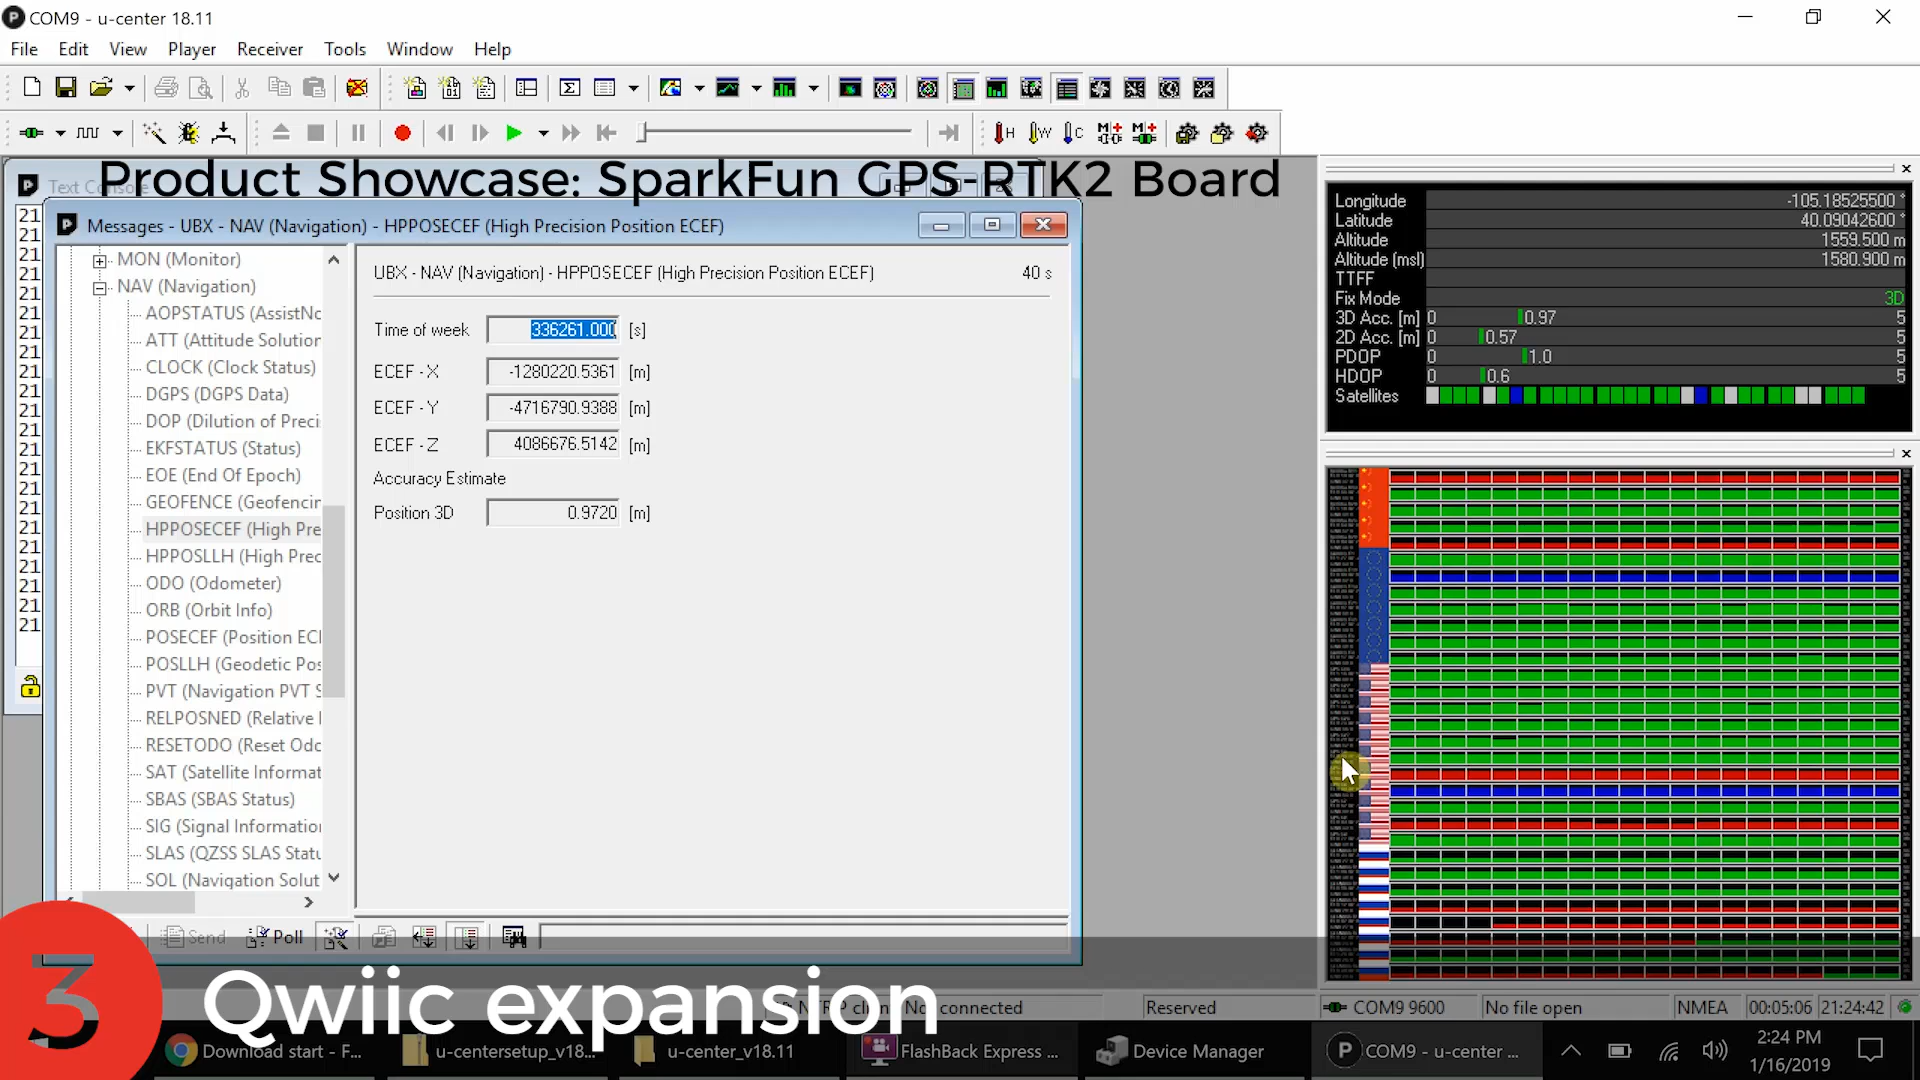 COM9 - u-center 18.11
File Edit View Player Receiver Tools Window Help
Product Showcase: SparkFun GPS-RTK2 Board
Messages - UBX - NAV (Navigation) - HPPOSECEF (High Precision Position ECEF)
MON (Monitor)
NAV (Navigation)
AOPSTATUS (AssistNo
ATT (Attitude Solution
CLOCK (Clock Status)
DGPS (DGPS Data)
DOP (Dilution of Preci
EKFSTATUS (Status)
EOE (End Of Epoch)
GEOFENCE (Geofencin
HPPOSECEF (High Pre
HPPOSLLH (High Prec
ODO (Odometer)
ORB (Orbit Info)
POSECEF (Position ECI
POSLLH (Geodetic Pos
PVT (Navigation PVT S
RELPOSNED (Relative
RESETODO (Reset Odo
SAT (Satellite Informat
SBAS (SBAS Status)
SIG (Signal Information
SLAS (QZSS SLAS Statu
SOL (Navigation Solut
UBX - NAV (Navigation) - HPPOSECEF (High Precision Position ECEF) 40 s
Time of week 336261.000 [s]
ECEF - X -1280220.5361 [m]
ECEF - Y -4716790.9388 [m]
ECEF - Z 4086676.5142 [m]
Accuracy Estimate
Position 3D 0.9720 [m]
Send Poll
Longitude -105.18525500 °
Latitude 40.09042600 °
Altitude 1559.500 m
Altitude (msl) 1580.900 m
TTFF
Fix Mode 3D
3D Acc. [m] 0 0.97 5
2D Acc. [m] 0 0.57 5
PDOP 0 1.0 5
HDOP 0 0.6 5
Satellites
3 Qwiic expansion
NTRIP client: Not connected Reserved COM9 9600 No file open NMEA 00:05:06 21:24:42
Download start - F... u-centersetup_v18... u-center_v18.11 FlashBack Express ... Device Manager COM9 - u-center ...
2:24 PM
1/16/2019